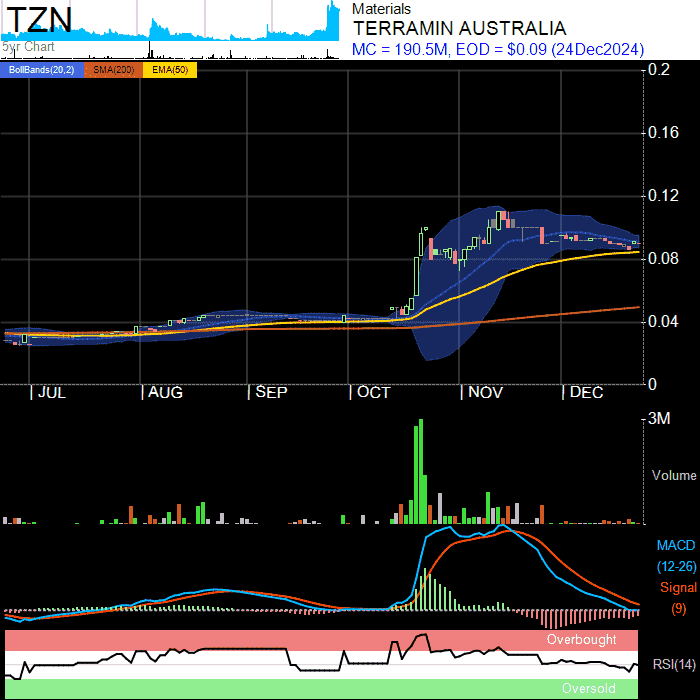 TZN
5yr Chart
Materials
TERRAMIN AUSTRALIA
MC = 190.5M, EOD = $0.09 (24Dec2024)
BollBands(20,2) SMA(200) EMA(50)
0.2
0.16
0.12
0.08
0.04
0
JUL AUG SEP OCT NOV DEC
3M
Volume
MACD
(12-26)
Signal
(9)
Overbought
RSI(14)
Oversold